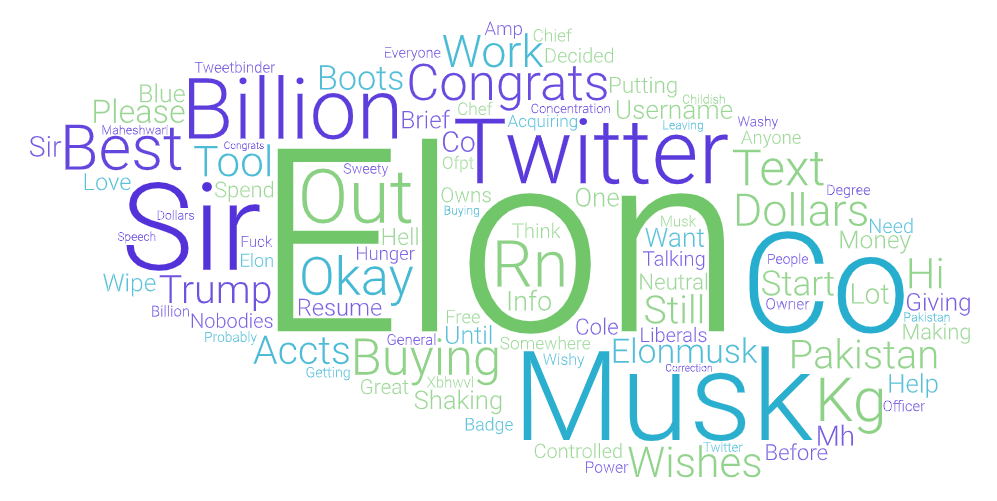 Amp
Chief
Everyone
Work
Decided
Tweetbinder
Boots
Congrats
Putting
Blue
Billion
Childish
Please
Chef
Concentration
Username
Brief
Acquiring
Leaving
Washy
Maheshwari
Co
Twitter
Anyone
Sir
Best
Congrats
Tool
Ofpt
Text
Sweety
Love
Spend
Out
Owns
One
Degree
Sir
Dollars
Buying
Musk
Dollars
Speech
Fuck
Elon
Hell
Think
Want
Need
Elon
Hunger
Rn
Talking
People
Co
Money
Wipe
Trump
Okay
Info
Neutral
Start
Lot
Hi
Billion
Resume
Still
Owner
Giving
Nobodies
Free
Cole
Pakistan
Probably
General
Until
Somewhere
Liberals
Making
Accts
Buying
Wishy
Elonmusk
Pakistan
Getting
Great
Xbhwvl
Correction
Help
Shaking
Musk
Kg
Officer
Badge
Mh
Controlled
Twitter
Before
Power
Wishes